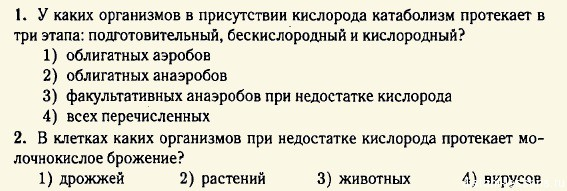 1. У каких организмов в присутствии кислорода катаболизм протекает в
три этапа: подготовительный, бескислородный и кислородный?
1) облигатных аэробов
2) облигатных анаэробов
3) факультативных анаэробов при недостатке кислорода
4) всех перечисленных
2. В клетках каких организмов при недостатке кислорода протекает мо-
лочнокислое брожение?
1) дрожжей 2) растений 3) животных 4) вирусов